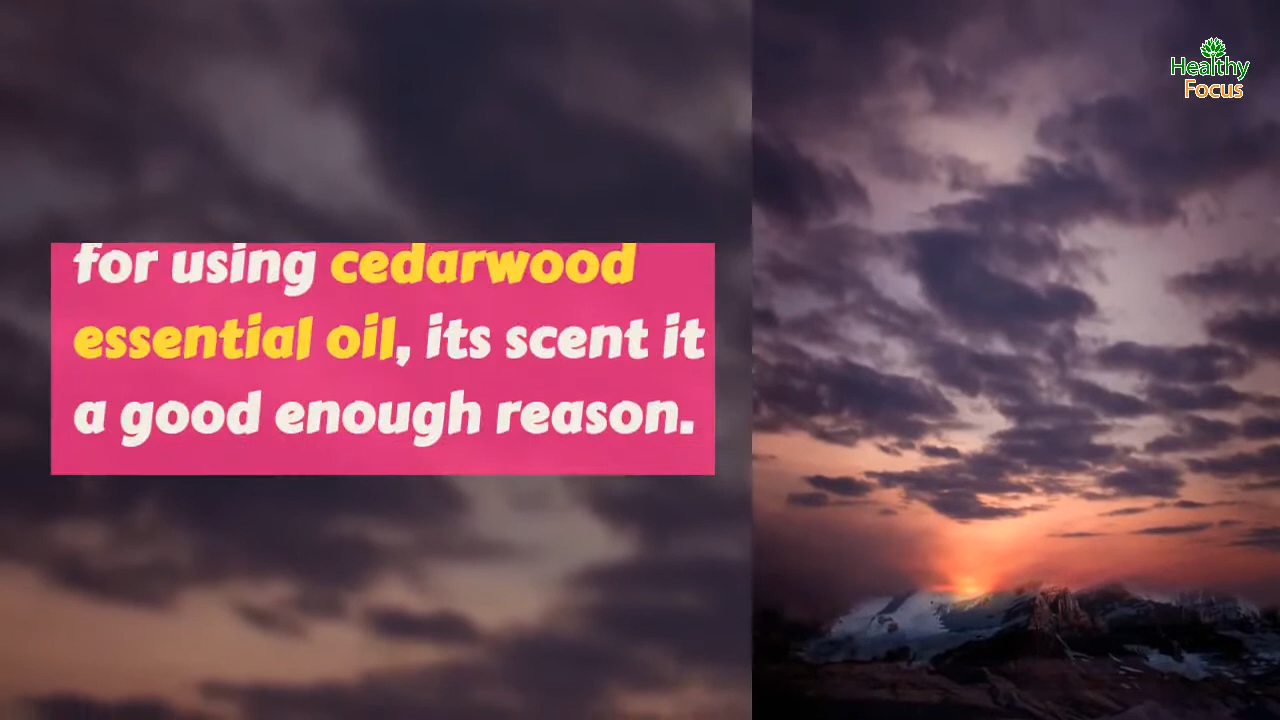 Healthy
Focus
for using cedarwood
essential oil, its scent it
a good enough reason.